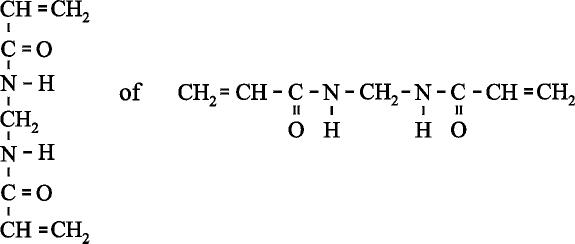 CH=CH₂
C=O
N-H
CH₂
N-H
C=O
CH=CH₂
of
CH₂=CH-C-N-CH₂-N-C-CH=CH₂
O H H O